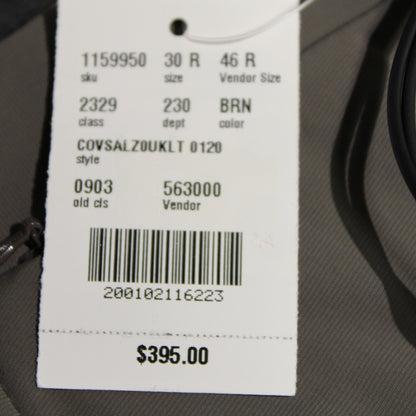 1159950 30 R 46 R
sku size Vendor Size
2329 230 BRN
class dept color
COVSALZ0UKLT 0120
style
0903 563000
old cls Vendor
200102116223
$395.00